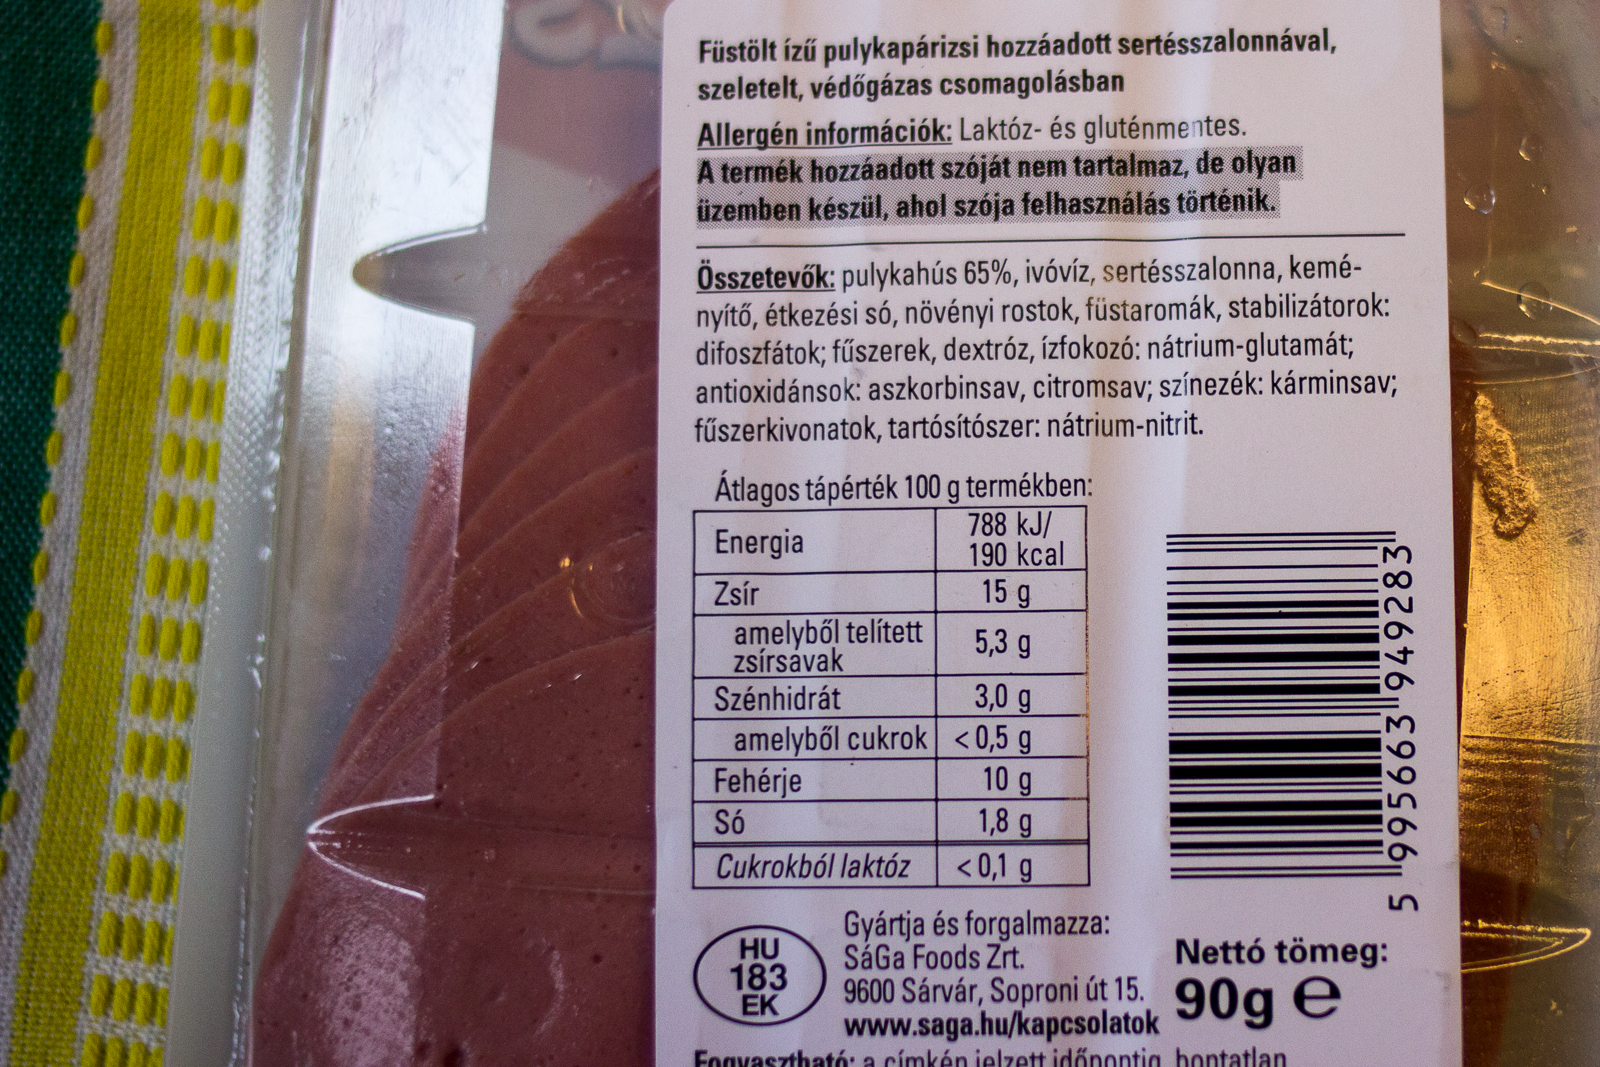 Füstölt ízű pulykapárizsi hozzáadott sertésszalonnával,
szeletelt, védőgázas csomagolásban
Allergén információk: Laktóz- és gluténmentes.
A termék hozzáadott szóját nem tartalmaz, de olyan
üzemben készül, ahol szója felhasználás történik.
Összetevők: pulykahús 65%, ivóvíz, sertésszalonna, kemé-
nyítő, étkezési só, növényi rostok, füstaromák, stabilizátorok:
difoszfátok; fűszerek, dextróz, ízfokozó: nátrium-glutamát;
antioxidánsok: aszkorbinsav, citromsav; színezék: kárminsav;
fűszerkivonatok, tartósítószer: nátrium-nitrit.
Átlagos tápérték 100 g termékben:
Energia 788 kJ/
190 kcal
Zsír 15 g
amelyből telített
zsírsavak 5,3 g
Szénhidrát 3,0 g
amelyből cukrok <0,5 g
Fehérje 10 g
Só 1,8 g
Cukrokból laktóz <0,1 g
5 995663 949283
HU
183
EK
Gyártja és forgalmazza:
SáGa Foods Zrt.
9600 Sárvár, Soproni út 15.
www.saga.hu/kapcsolatok
Nettó tömeg:
90g e
Fogyasztható: a címkén jelzett időpontig, bontatlan